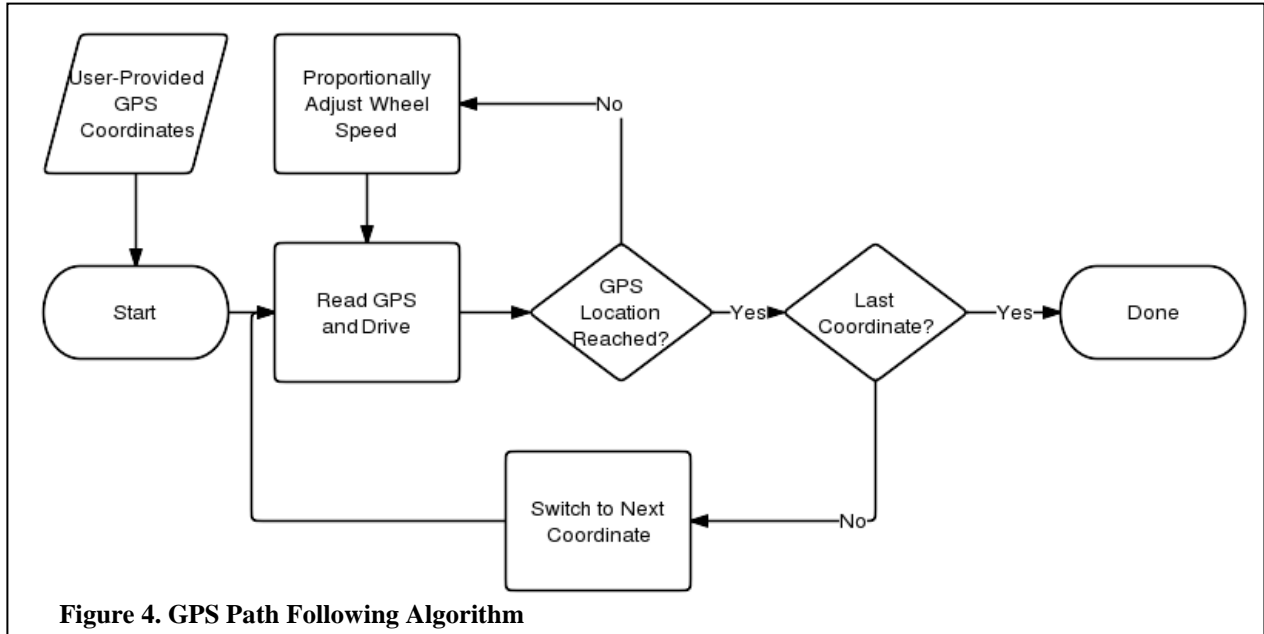 User-Provided
GPS
Coordinates
Proportionally
Adjust Wheel
Speed
No
Start
Read GPS
and Drive
GPS
Location
Reached?
Yes
Last
Coordinate?
Yes
Done
Switch to Next
Coordinate
No
Figure 4. GPS Path Following Algorithm